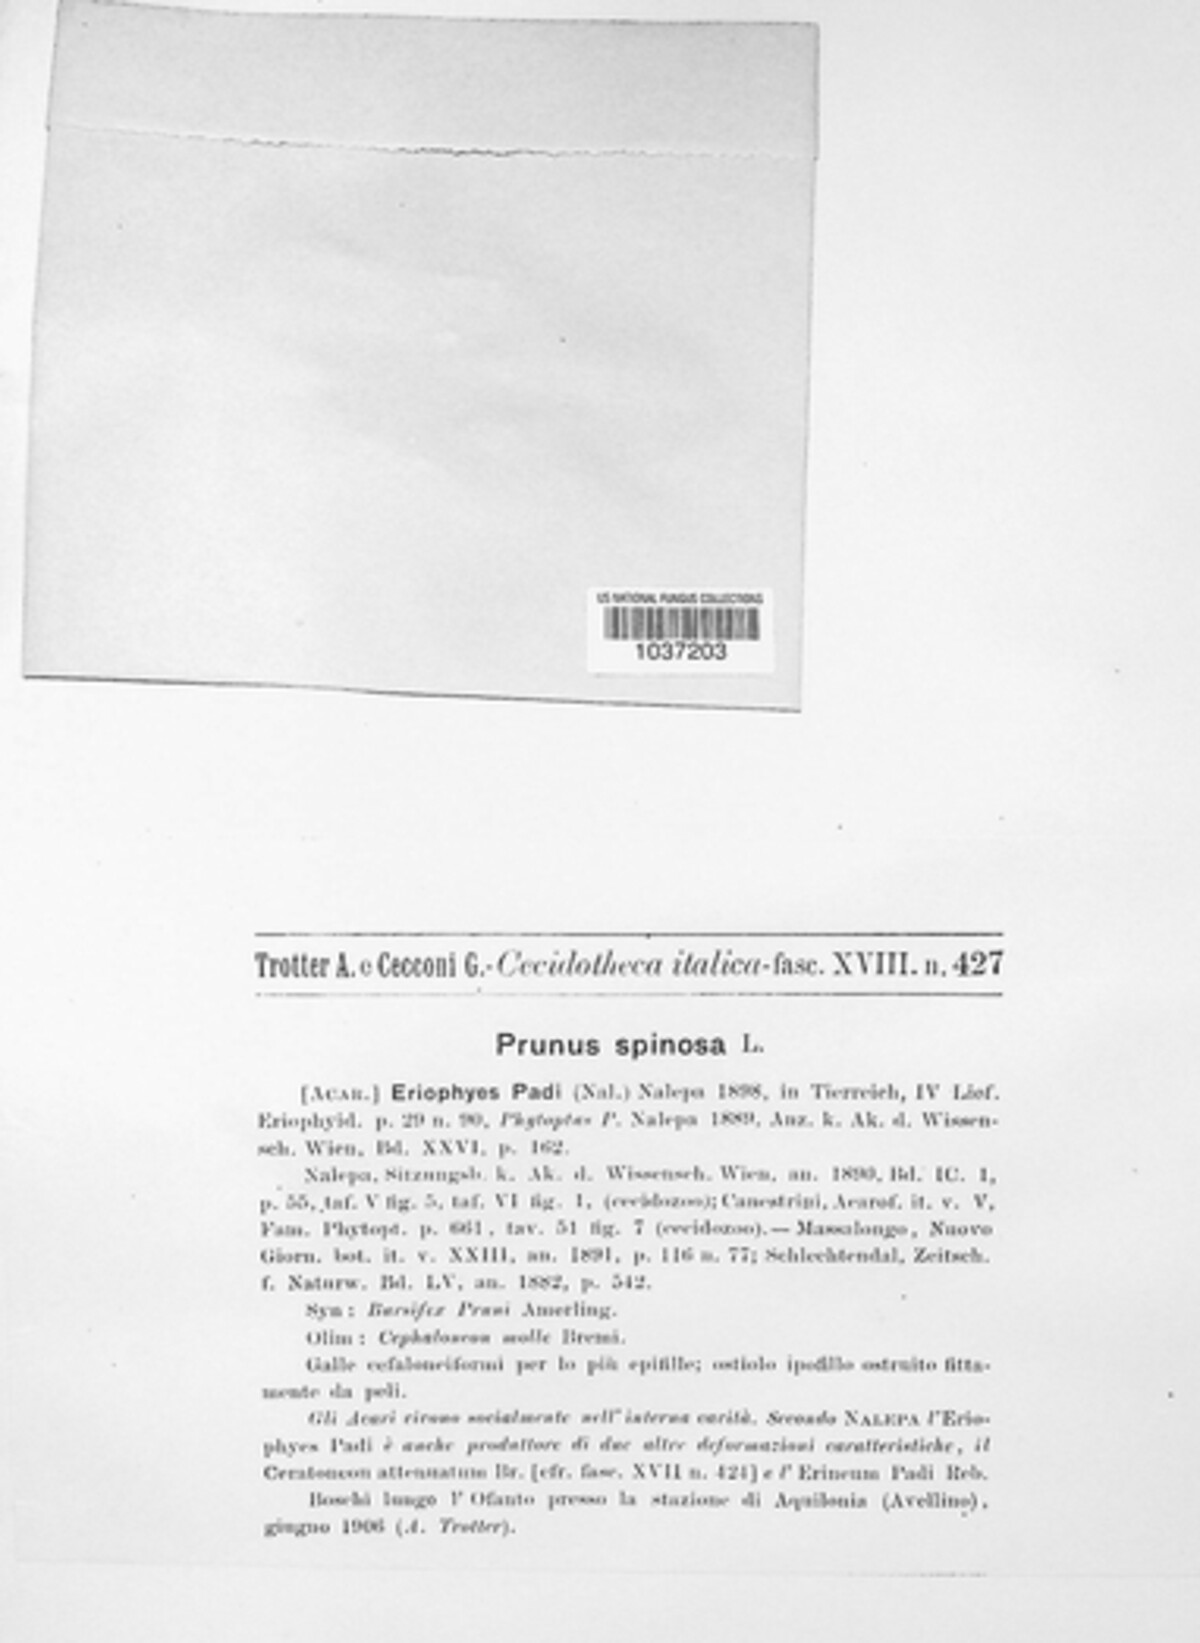 US NATIONAL FUNGUS COLLECTIONS
1037203
Trotter A. e Cecconi G.-Cecidotheca italica-fasc. XVIII. n. 427
Prunus spinosa L.
[ACAR.] Eriophyes Padi (Nal.) Nalepa 1898, in Tierreich, IV Lief.
Eriophyid. p. 29 n. 90, Phytoptus P. Nalepa 1889, Anz. k. Ak. d. Wissen-
sch. Wien, Bd. XXVI, p. 162.
Nalepa, Sitzungsb. k. Ak. d. Wissensch. Wien, an. 1890, Bd. IC. 1,
p. 55, taf. V fig. 5, taf. VI fig. 1, (cecidozoo); Canestrini, Acarof. it. v. V,
Fam. Phytopt. p. 661, tav. 51 fig. 7 (cecidozoo).— Massalongo, Nuovo
Giorn. bot. it. v. XXIII, an. 1891, p. 116 n. 77; Schlechtendal, Zeitsch.
f. Naturw. Bd. LV, an. 1882, p. 542.
Syn: Bursifex Pruni Amerling.
Olim: Cephaloneon molle Bremi.
Galle cefaloneiformi per lo più epifille; ostiolo ipofillo ostruito fitta-
mente da peli.
Gli Acari vivono socialmente nell'interna cavità. Secondo NALEPA l'Erio-
phyes Padi è anche produttore di due altre deformazioni caratteristiche, il
Ceratoneon attenuatum Br. [cfr. fasc. XVII n. 424] e l'Erineum Padi Reb.
Boschi lungo l'Ofanto presso la stazione di Aquilonia (Avellino),
giugno 1906 (A. Trotter).